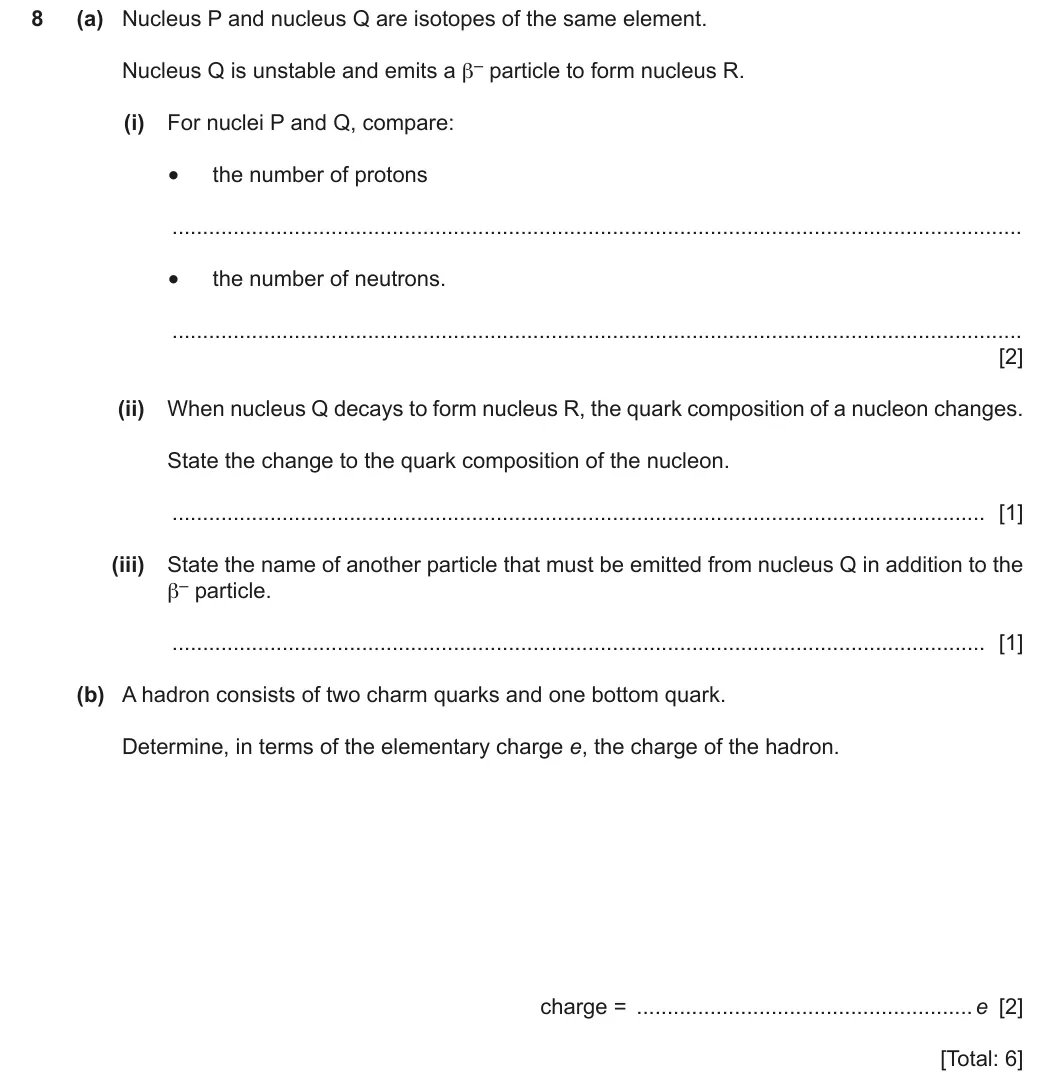 8 (a) Nucleus P and nucleus Q are isotopes of the same element.
Nucleus Q is unstable and emits a β– particle to form nucleus R.
(i) For nuclei P and Q, compare:
• the number of protons
..........................................................................................................................................
• the number of neutrons.
..........................................................................................................................................
[2]
(ii) When nucleus Q decays to form nucleus R, the quark composition of a nucleon changes.
State the change to the quark composition of the nucleon.
.................................................................................................................................... [1]
(iii) State the name of another particle that must be emitted from nucleus Q in addition to the
β– particle.
.................................................................................................................................... [1]
(b) A hadron consists of two charm quarks and one bottom quark.
Determine, in terms of the elementary charge e, the charge of the hadron.
charge = ...................................................... e [2]
[Total: 6]